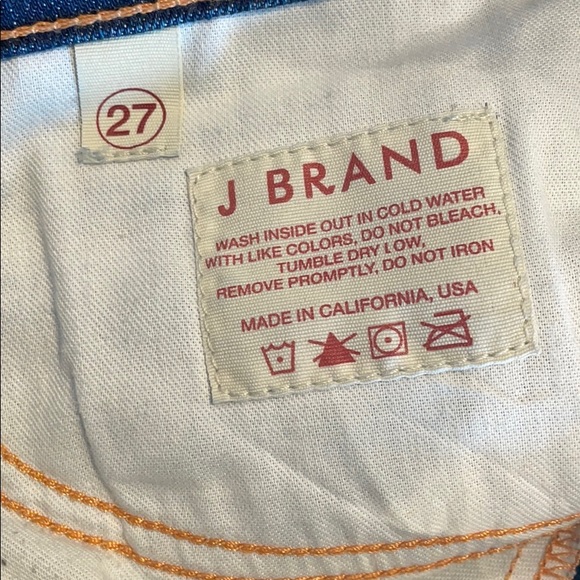 27
J BRAND
WASH INSIDE OUT IN COLD WATER
WITH LIKE COLORS, DO NOT BLEACH,
TUMBLE DRY LOW,
REMOVE PROMPTLY, DO NOT IRON
MADE IN CALIFORNIA, USA